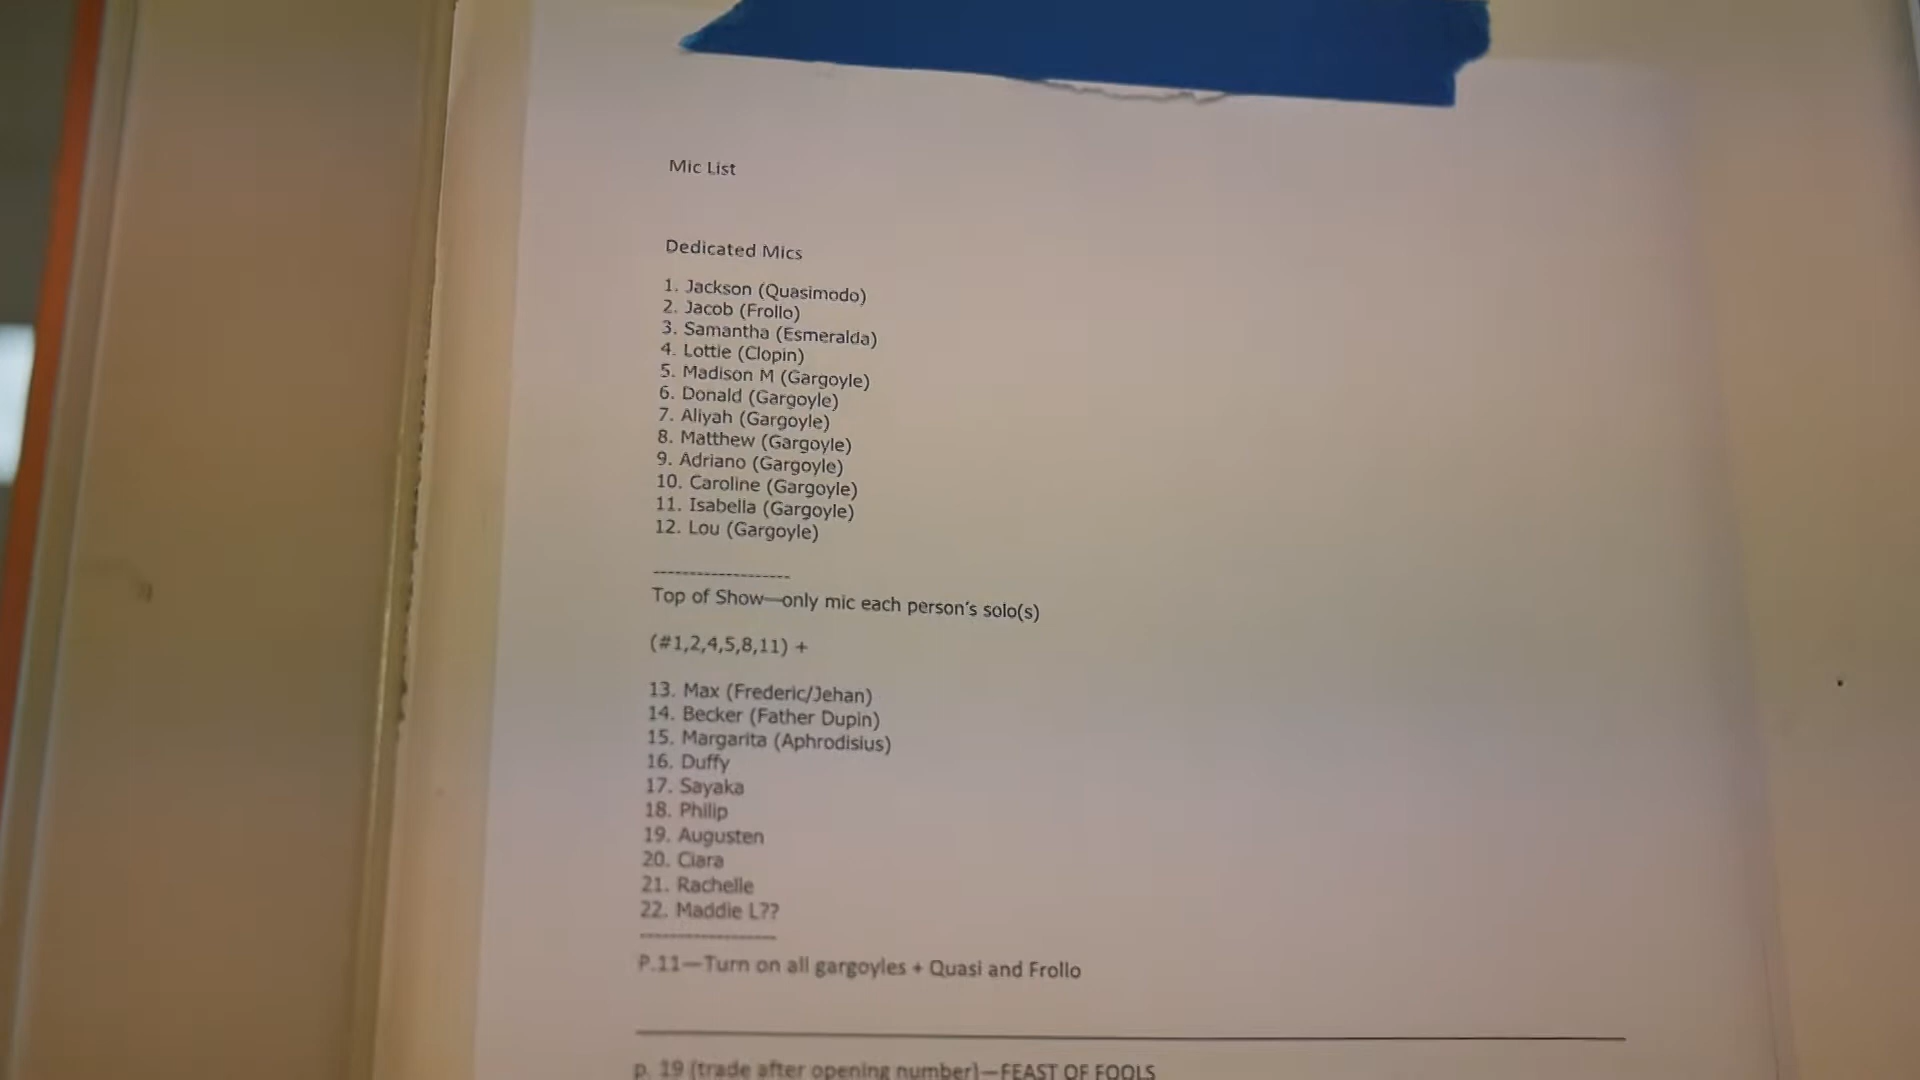 Mic List
Dedicated Mics
1. Jackson (Quasimodo)
2. Jacob (Frollo)
3. Samantha (Esmeralda)
4. Lottie (Clopin)
5. Madison M (Gargoyle)
6. Donald (Gargoyle)
7. Aliyah (Gargoyle)
8. Matthew (Gargoyle)
9. Adriano (Gargoyle)
10. Caroline (Gargoyle)
11. Isabella (Gargoyle)
12. Lou (Gargoyle)
-------------------
Top of Show—only mic each person's solo(s)
(#1,2,4,5,8,11) +
13. Max (Frederic/Jehan)
14. Becker (Father Dupin)
15. Margarita (Aphrodisius)
16. Duffy
17. Sayaka
18. Philip
19. Augusten
20. Ciara
21. Rachelle
22. Maddie L??
-------------------
P.11—Turn on all gargoyles + Quasi and Frollo
p. 19 (trade after opening number)—FEAST OF FOOLS